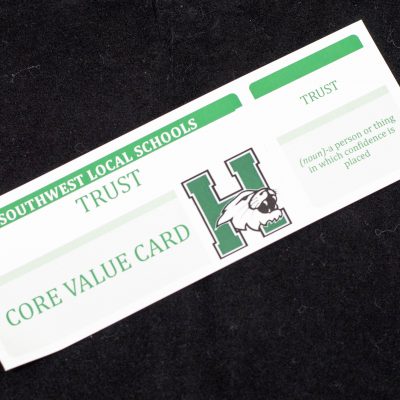 SOUTHWEST LOCAL SCHOOLS
TRUST
CORE VALUE CARD
H
TRUST
(noun)-a person or thing
in which confidence is
placed